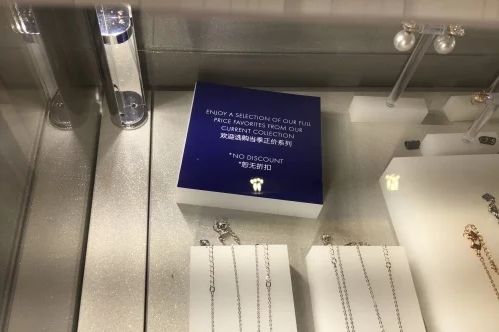 ENJOY A SELECTION OF OUR FULL
PRICE FAVORITES FROM OUR
CURRENT COLLECTION
欢迎选购当季正价系列
*NO DISCOUNT
*恕无折扣